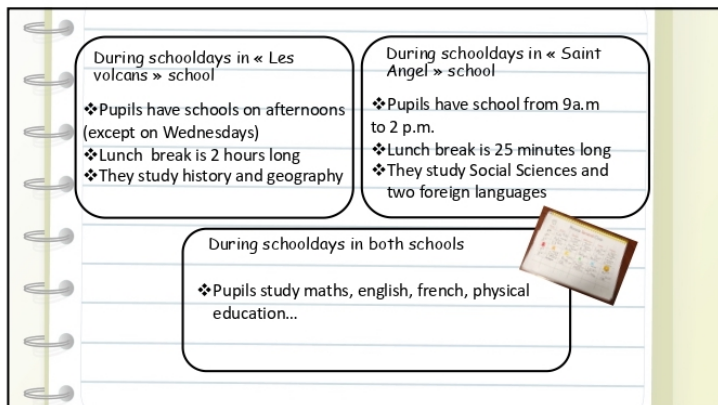 During schooldays in « Les
volcans » school
❖Pupils have schools on afternoons
(except on Wednesdays)
❖Lunch break is 2 hours long
❖They study history and geography
During schooldays in « Saint
Angel » school
❖Pupils have school from 9a.m
to 2 p.m.
❖Lunch break is 25 minutes long
❖They study Social Sciences and
two foreign languages
During schooldays in both schools
❖Pupils study maths, english, french, physical
education...